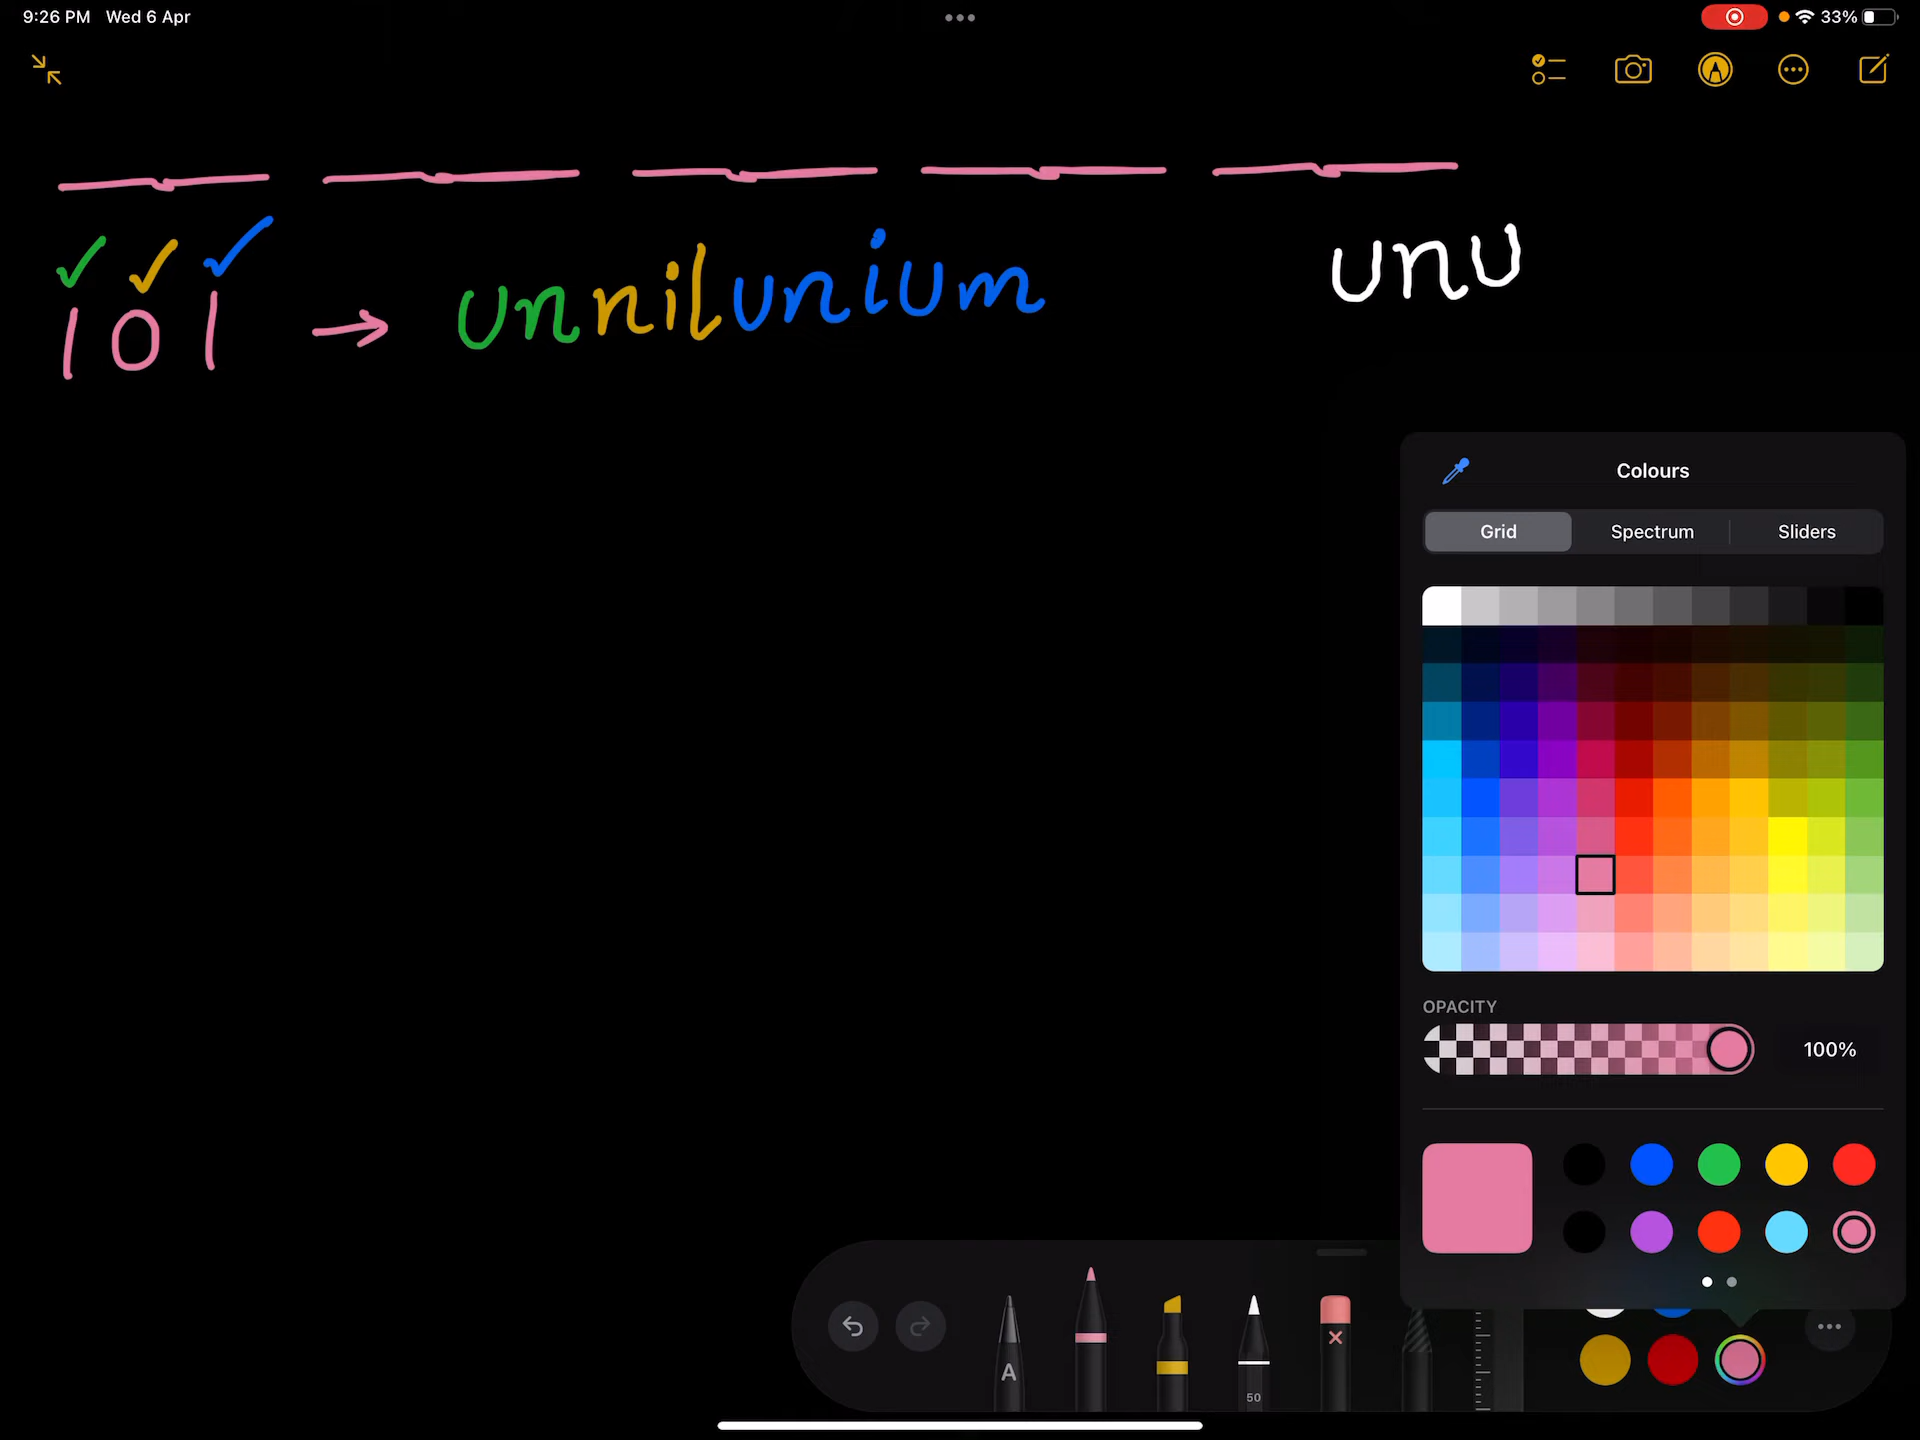 9:26 PM Wed 6 Apr 33%
101 → unnilunium unu
Colours
Grid Spectrum Sliders
OPACITY
100%
A 50